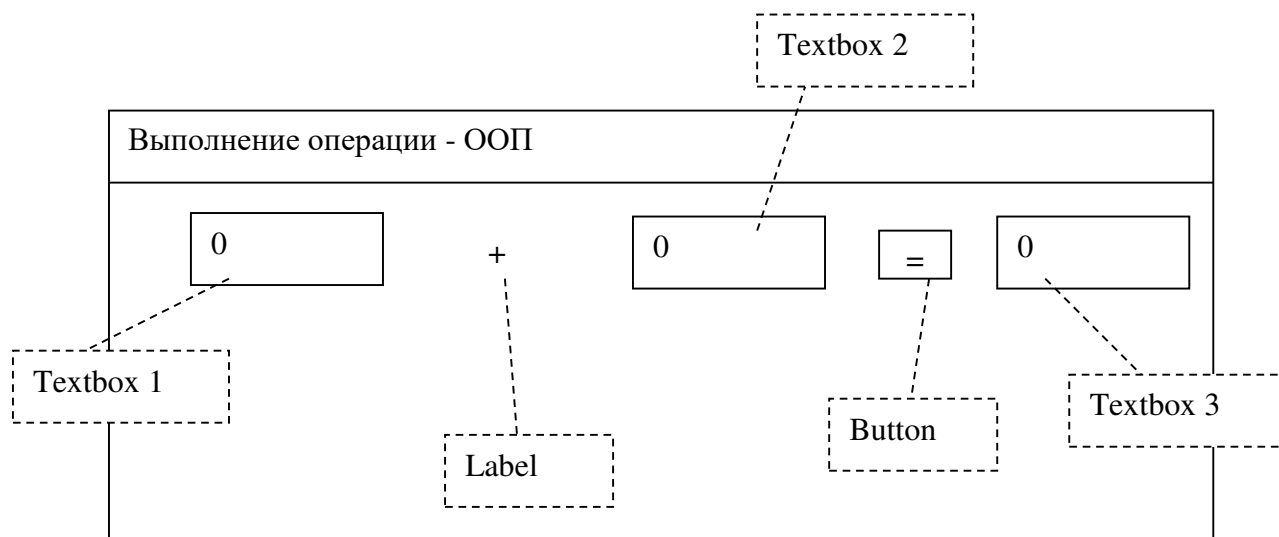 Textbox 2
Выполнение операции - ООП
0
+
0
=
0
Textbox 1
Textbox 3
Button
Label